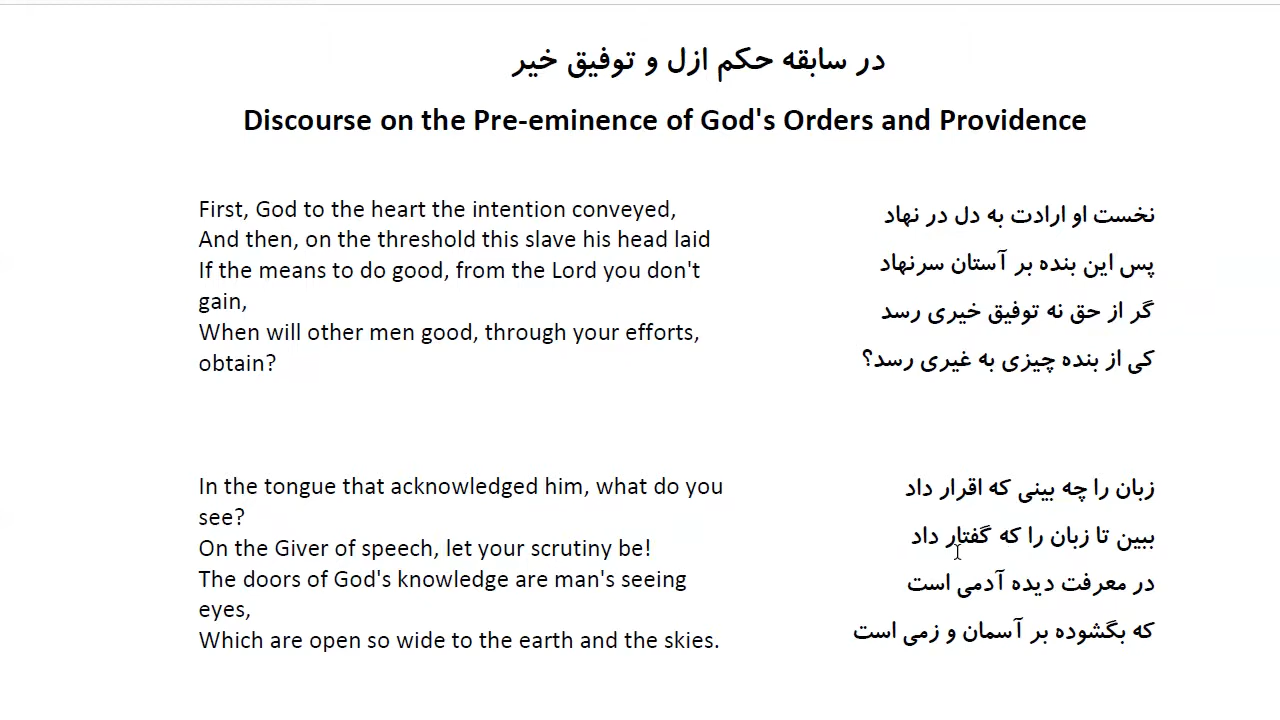 در سابقه حکم ازل و توفیق خیر
Discourse on the Pre-eminence of God's Orders and Providence
First, God to the heart the intention conveyed,
And then, on the threshold this slave his head laid
If the means to do good, from the Lord you don't
gain,
When will other men good, through your efforts,
obtain?
نخست او ارادت به دل در نهاد
پس این بنده بر آستان سرنهاد
گر از حق نه توفیق خیری رسد
کی از بنده چیزی به غیری رسد؟
In the tongue that acknowledged him, what do you
see?
On the Giver of speech, let your scrutiny be!
The doors of God's knowledge are man's seeing
eyes,
Which are open so wide to the earth and the skies.
زبان را چه بینی که اقرار داد
ببین تا زبان را که گفتار داد
در معرفت دیده آدمی است
که بگشوده بر آسمان و زمی است